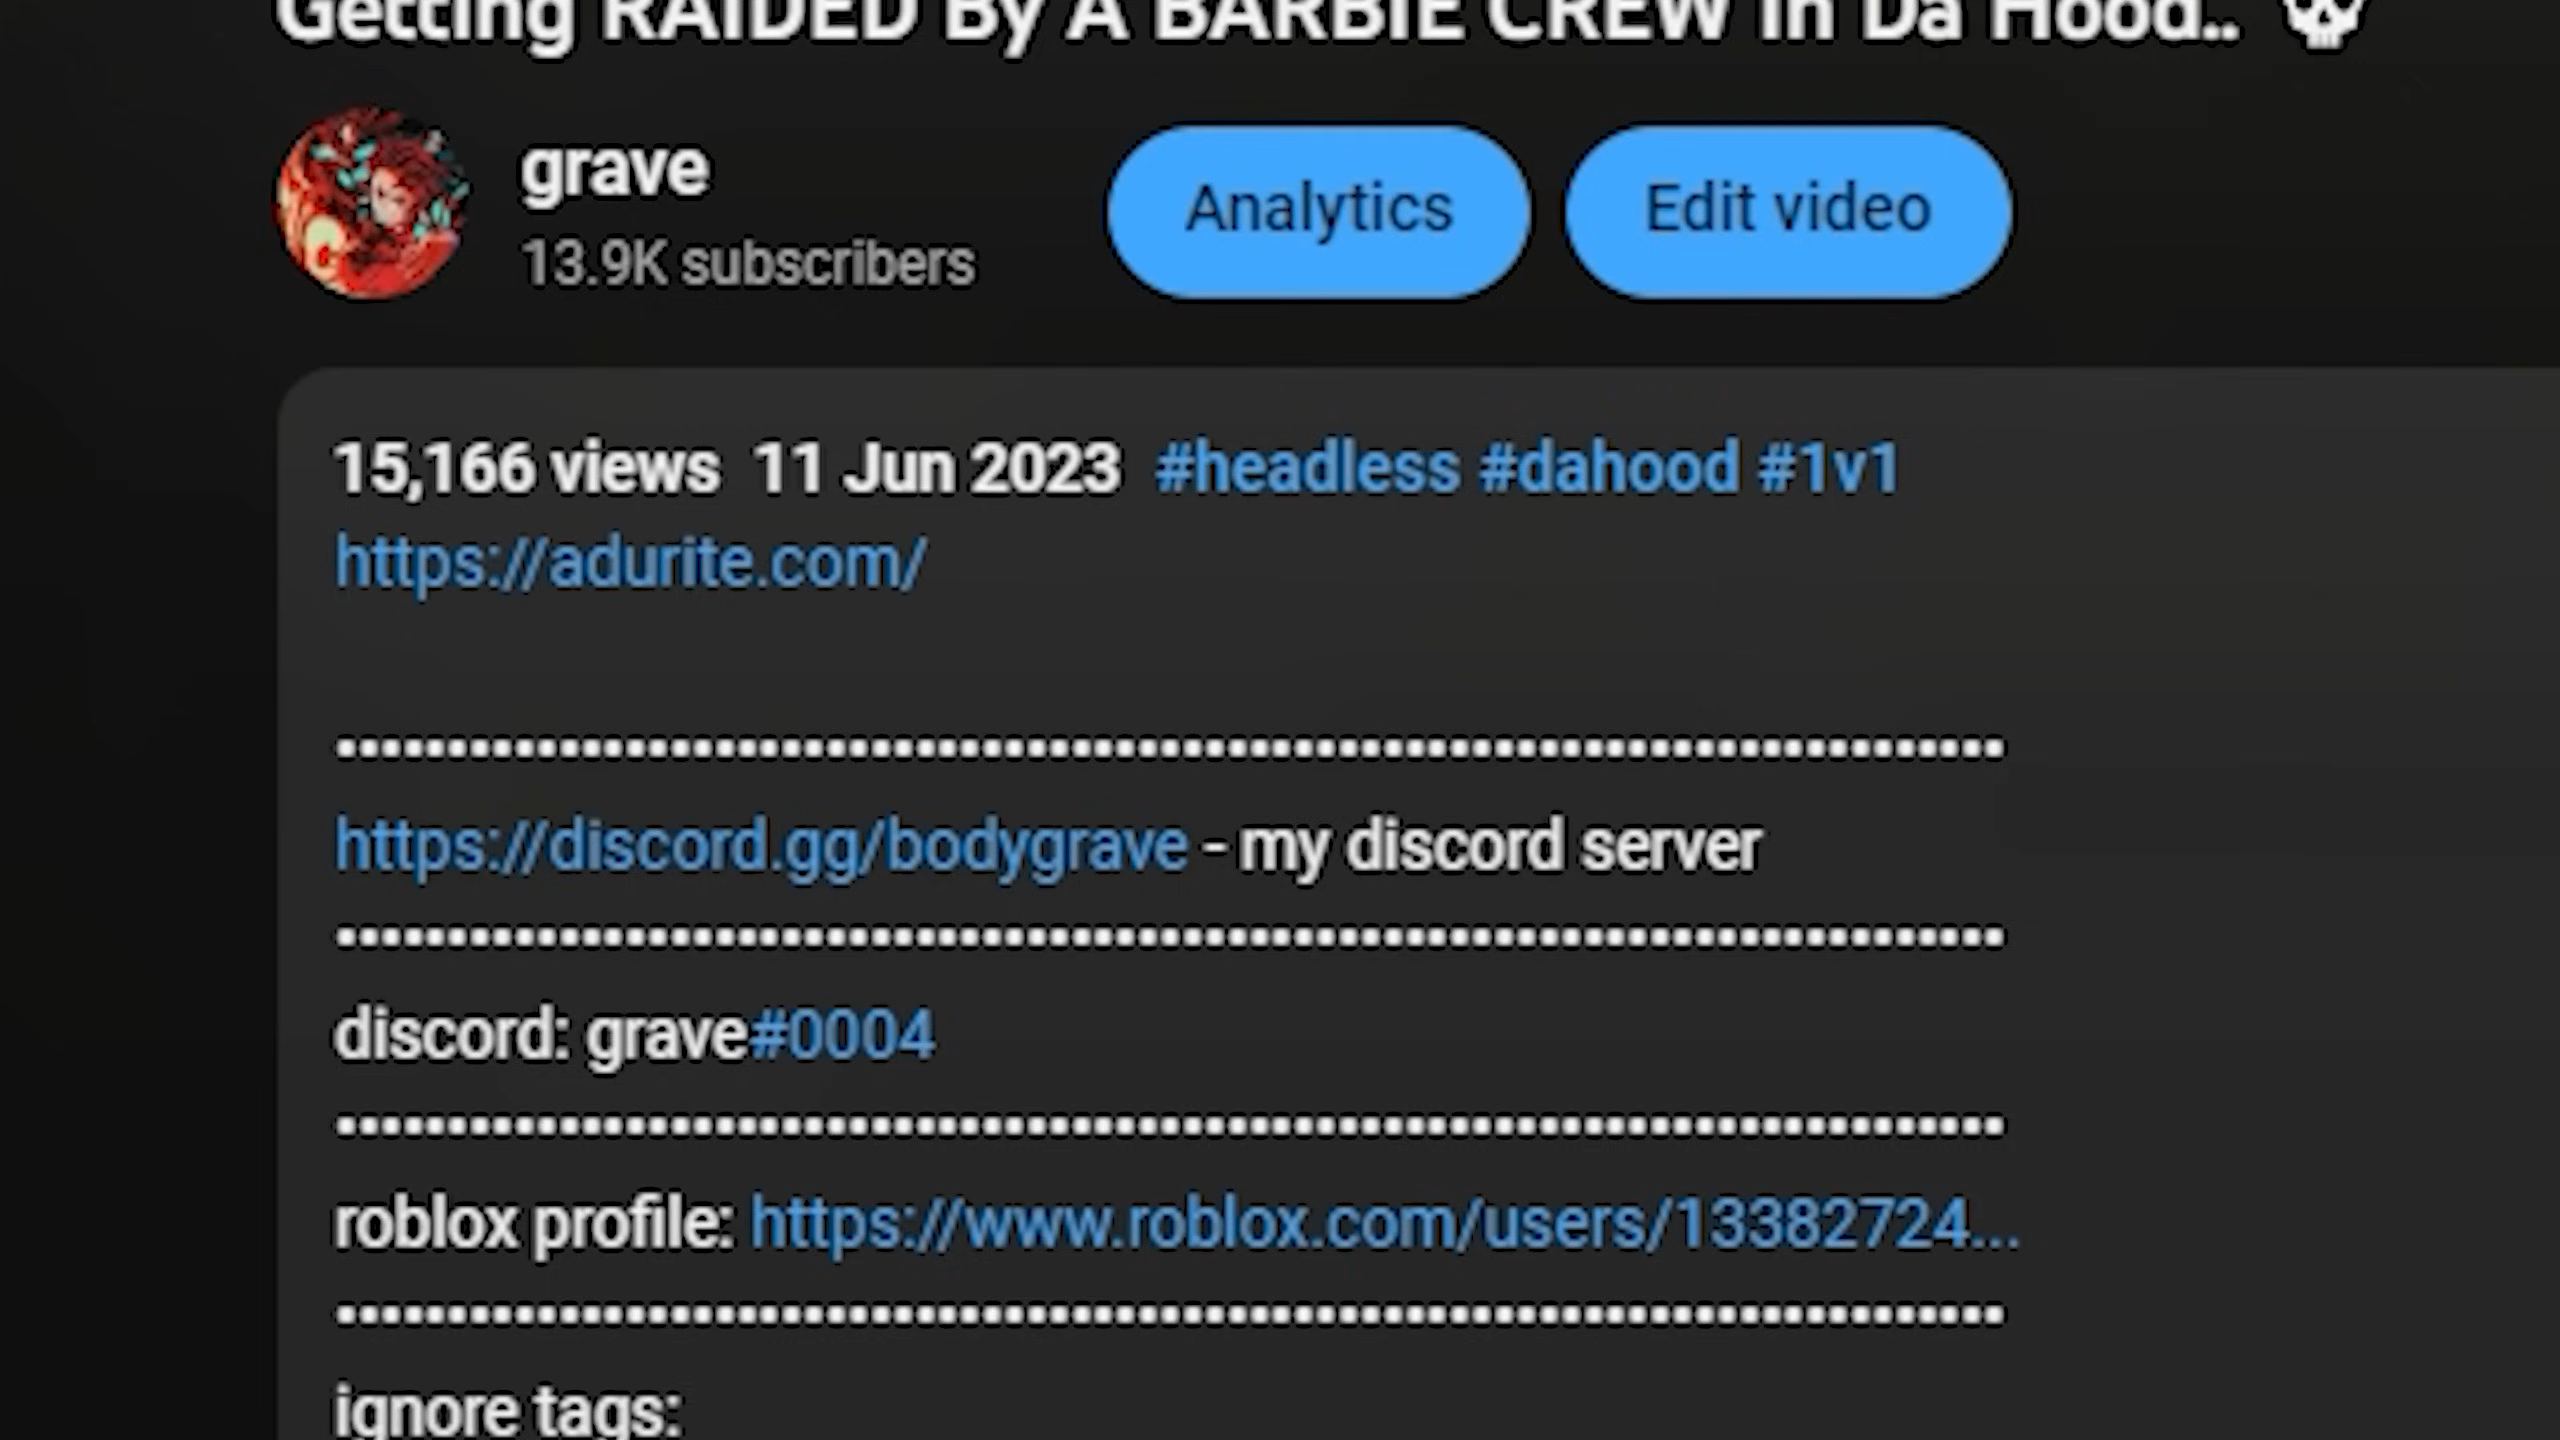 Getting RAIDED By A BARBIE CREW in Da Hood.. 💀
grave
13.9K subscribers
Analytics
Edit video
15,166 views 11 Jun 2023 #headless #dahood #1v1
https://adurite.com/
https://discord.gg/bodygrave - my discord server
discord: grave#0004
roblox profile: https://www.roblox.com/users/13382724...
ignore tags: